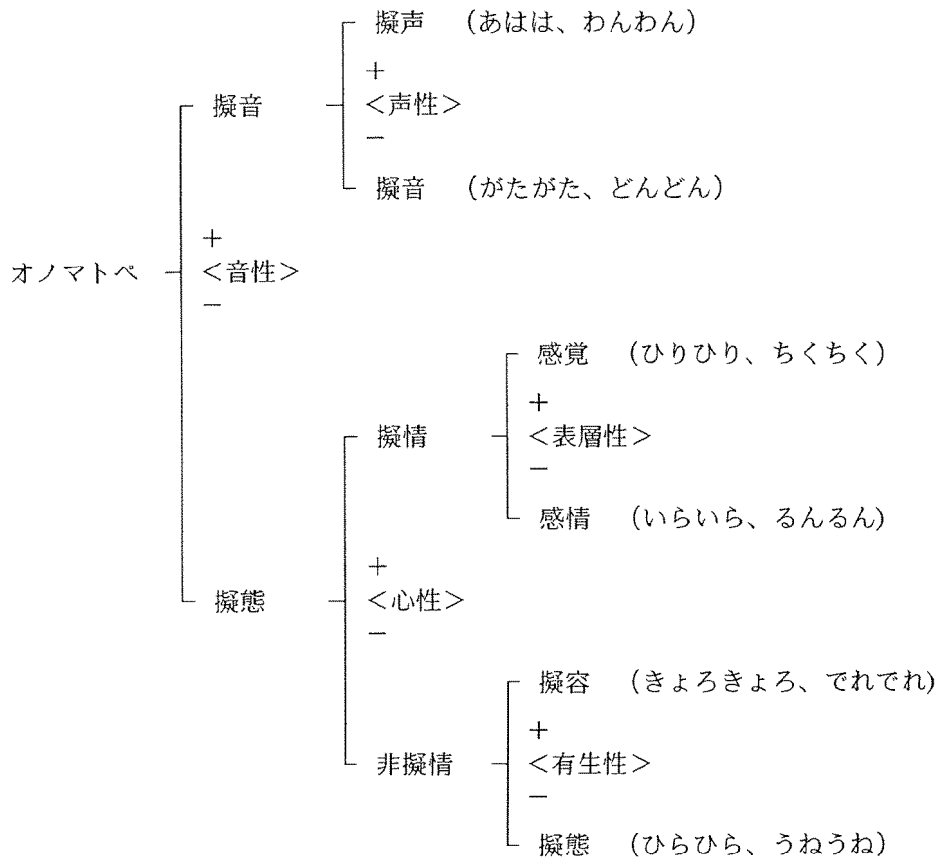 擬声 （あはは、わんわん）
＋
擬音 ＜声性＞
－
擬音 （がたがた、どんどん）
＋
オノマトペ ＜音性＞
－
感覚 （ひりひり、ちくちく）
＋
擬情 ＜表層性＞
－
感情 （いらいら、るんるん)
＋
擬態 ＜心性＞
－
擬容 （きょろきょろ、でれでれ)
＋
非擬情 ＜有生性＞
－
擬態 （ひらひら、うねうね）